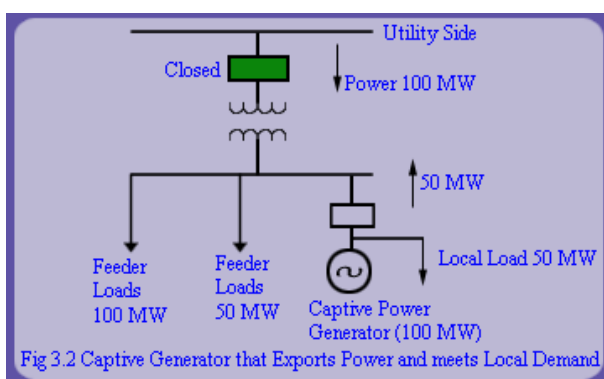 Utility Side
Closed
Power 100 MW
50 MW
Feeder
Loads
100 MW
Feeder
Loads
50 MW
Local Load 50 MW
Captive Power
Generator (100 MW)
Fig 3.2 Captive Generator that Exports Power and meets Local Demand